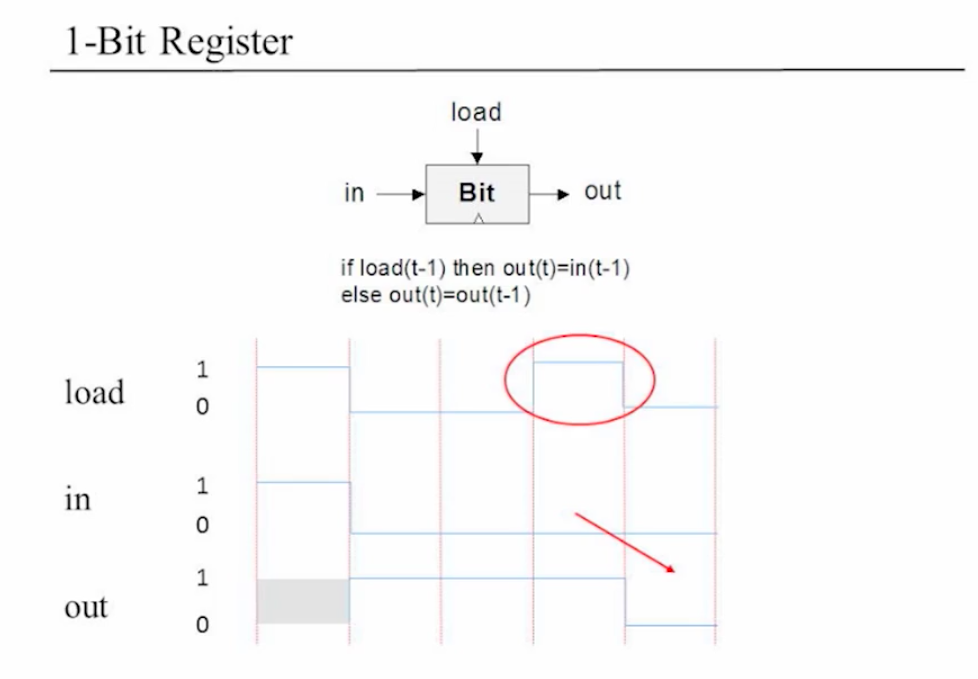 1-Bit Register
load
in
Bit
out
if load(t-1) then out(t)=in(t-1)
else out(t)=out(t-1)
load
1
0
in
1
0
out
1
0